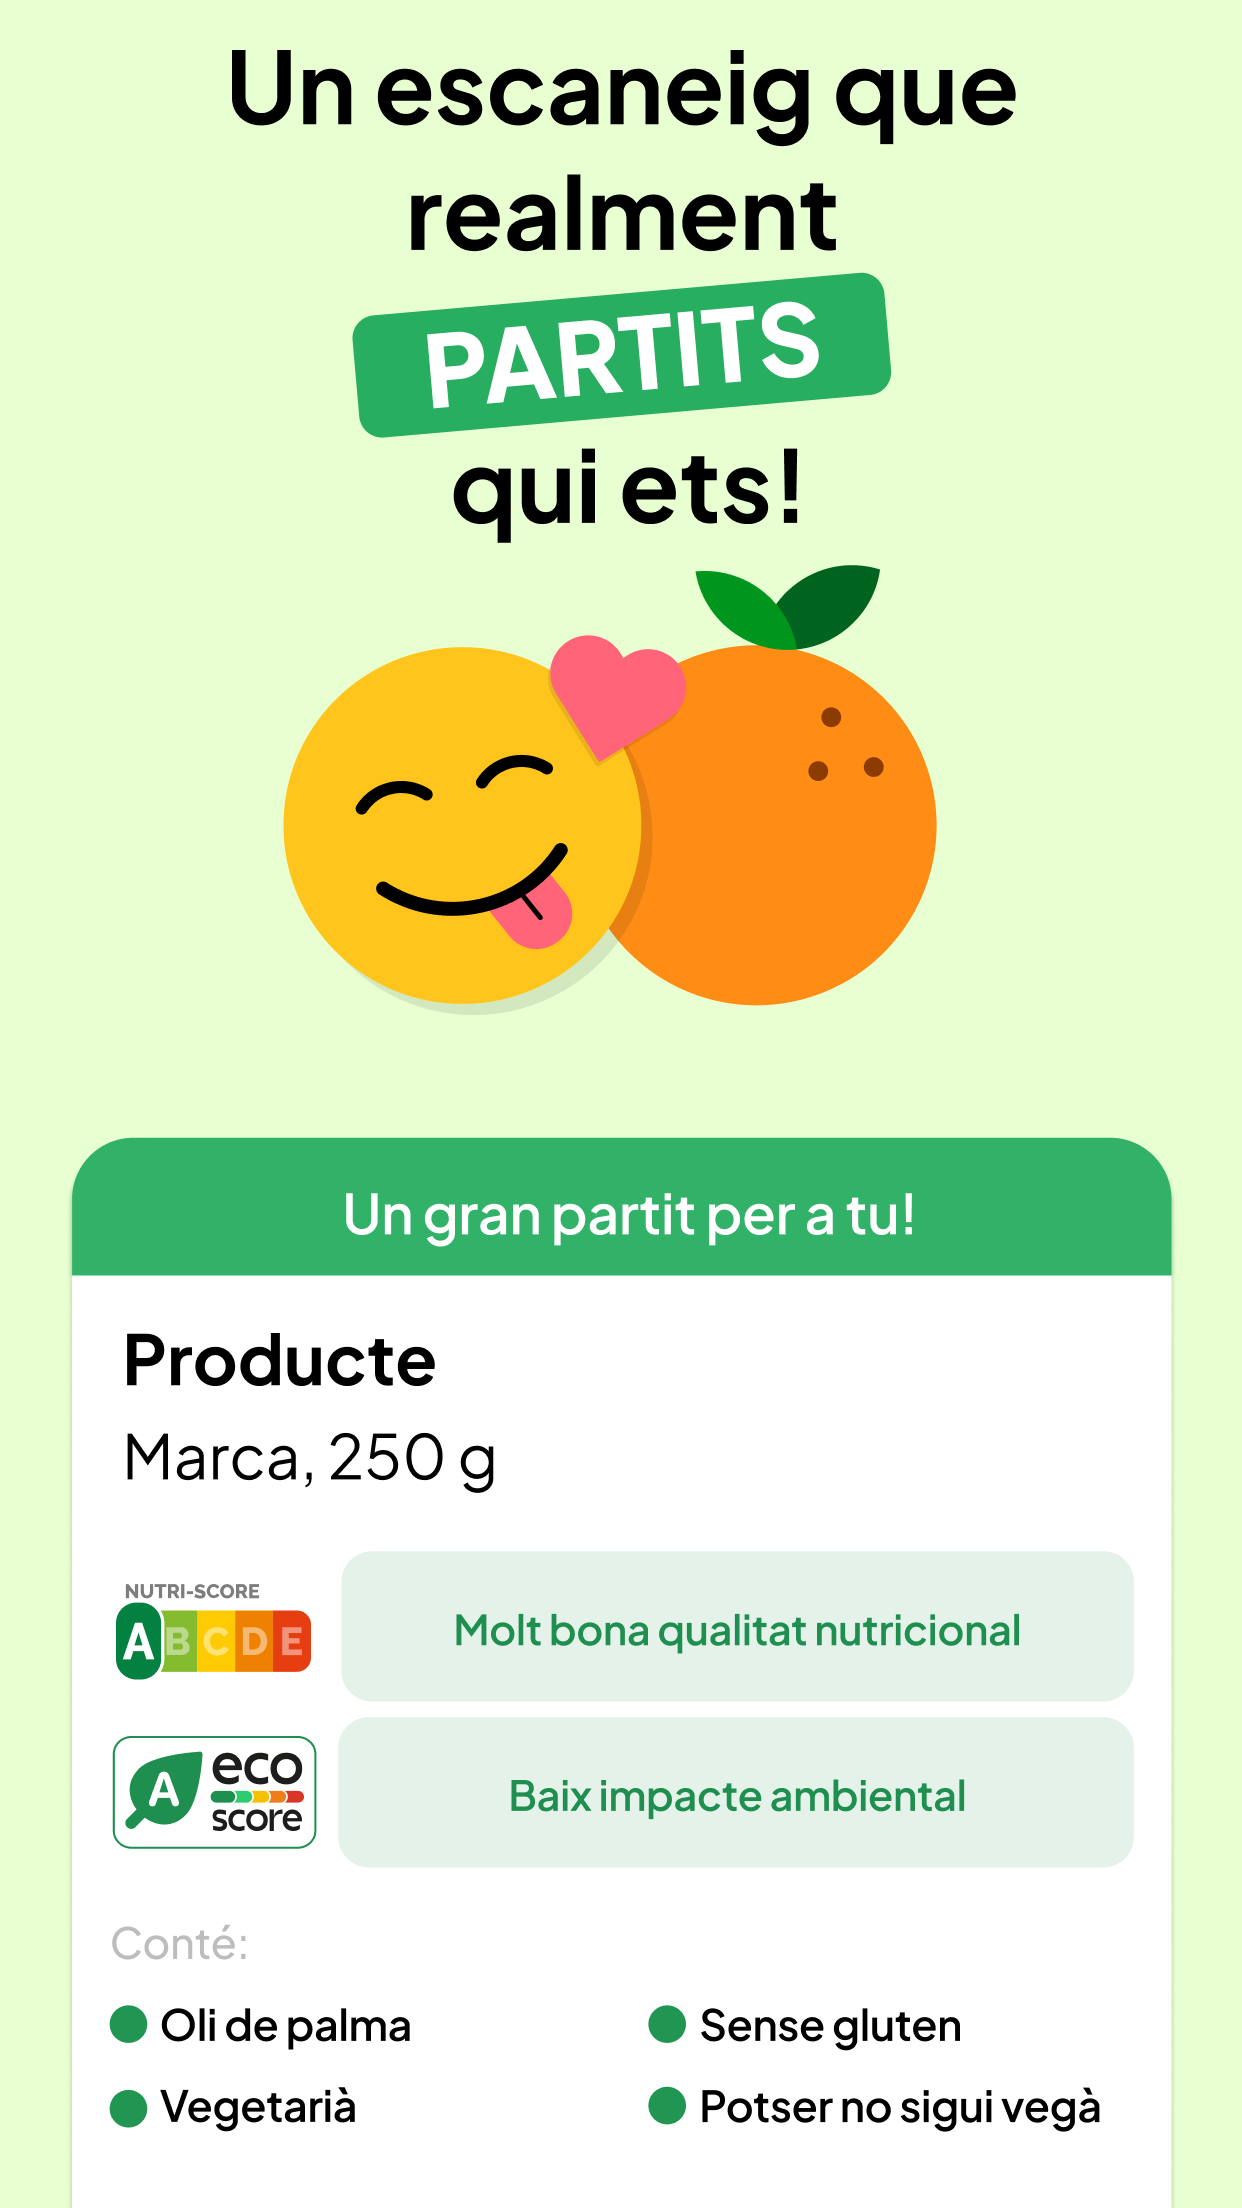 Un escaneig que
realment
PARTITS
qui ets!
Un gran partit per a tu!
Producte
Marca, 250 g
NUTRI-SCORE
A B C D E
Molt bona qualitat nutricional
A eco
score
Baix impacte ambiental
Conté:
Oli de palma
Sense gluten
Vegetarià
Potser no sigui vegà